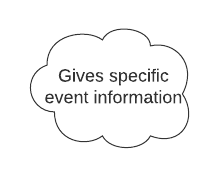 Gives specific
event information